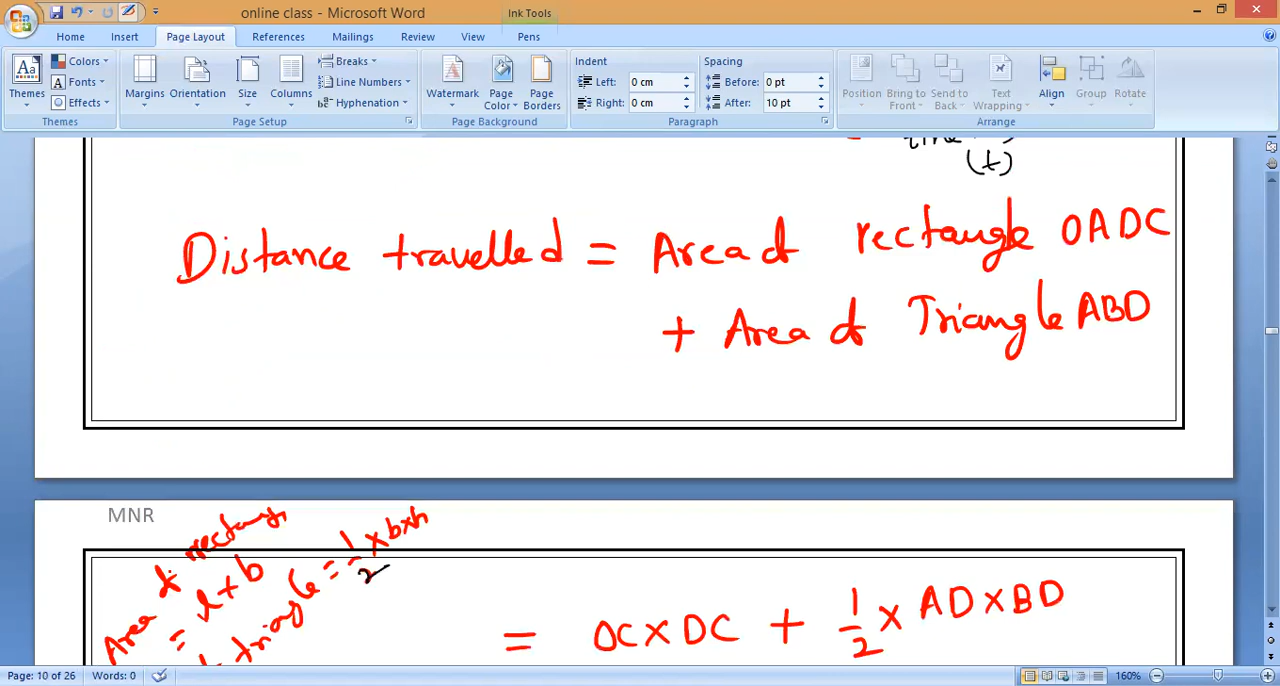 online class - Microsoft Word
Ink Tools
Home Insert Page Layout References Mailings Review View Pens
Themes
Colors
Fonts
Effects
Themes
Margins Orientation Size Columns
Breaks
Line Numbers
Hyphenation
Page Setup
Watermark Page Color Page Borders
Page Background
Indent
Left: 0 cm
Right: 0 cm
Spacing
Before: 0 pt
After: 10 pt
Paragraph
Position Bring to Front Send to Back Text Wrapping Align Group Rotate
Arrange
(t)
Distance travelled = Area of rectangle OADC
+ Area of Triangle ABD
MNR
Area of rectang
= l + b
triangle = 1/2 × b×h
= OC × DC + 1/2 × AD × BD
Page: 10 of 26 Words: 0 160%